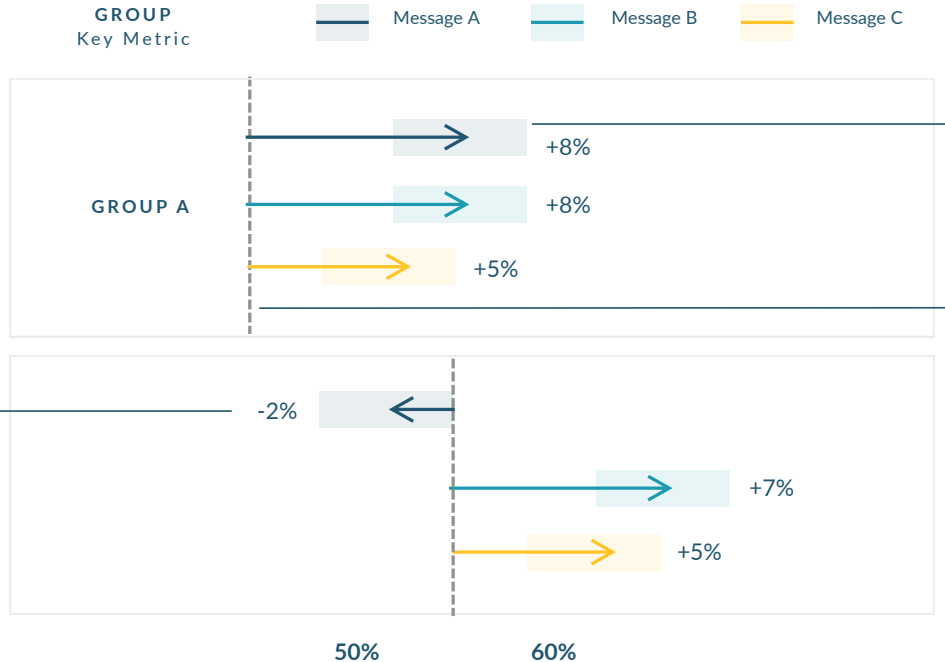 GROUP
Key Metric
Message A
Message B
Message C
+8%
GROUP A
+8%
+5%
-2%
+7%
+5%
50%
60%